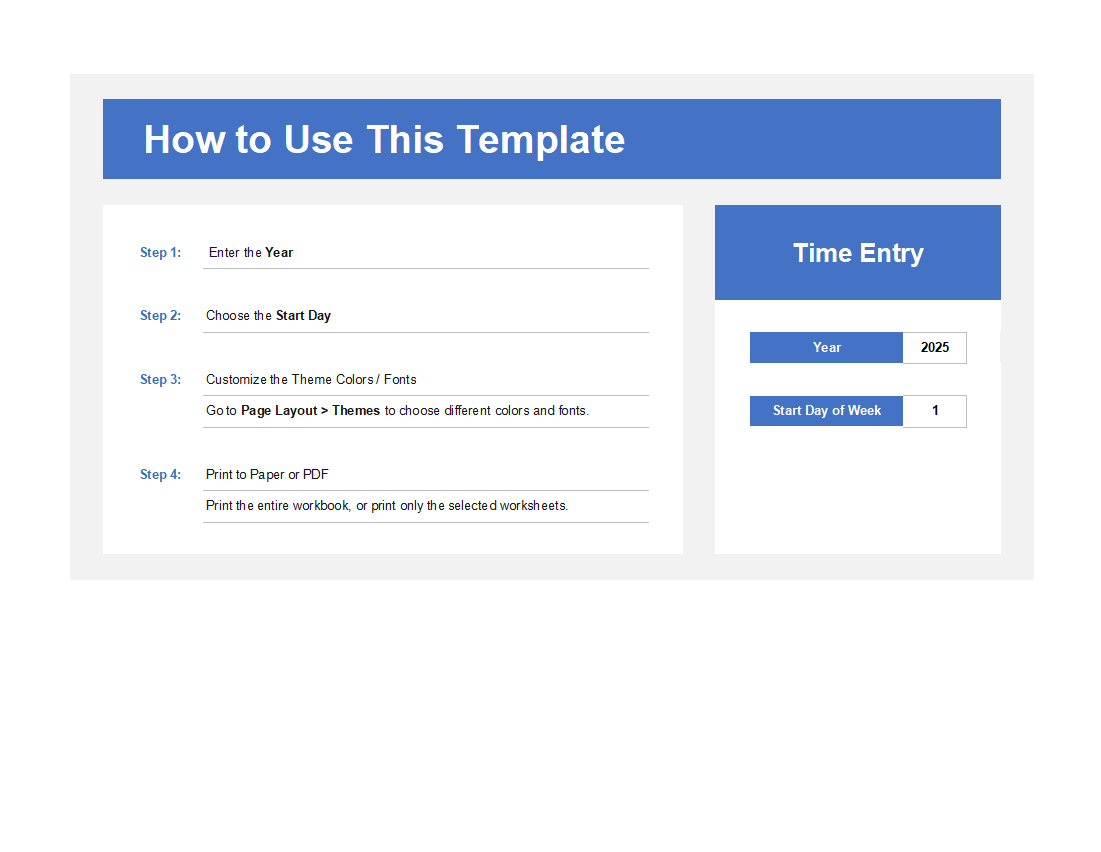 How to Use This Template
Step 1: Enter the Year
Step 2: Choose the Start Day
Step 3: Customize the Theme Colors / Fonts
Go to Page Layout > Themes to choose different colors and fonts.
Step 4: Print to Paper or PDF
Print the entire workbook, or print only the selected worksheets.
Time Entry
Year 2025
Start Day of Week 1